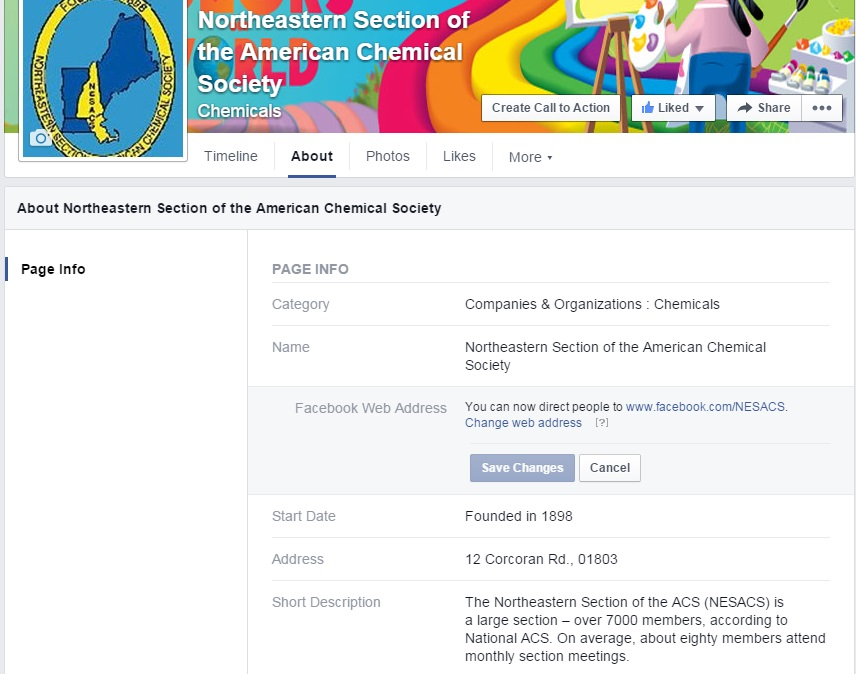 Northeastern Section of
the American Chemical
Society
Chemicals
NORTHEASTERN SECTION
AMERICAN CHEMICAL SOCIETY
NESACS
WORLD
Create Call to Action
Liked
Share
Timeline
About
Photos
Likes
More
About Northeastern Section of the American Chemical Society
Page Info
PAGE INFO
Category
Companies & Organizations : Chemicals
Name
Northeastern Section of the American Chemical
Society
Facebook Web Address
You can now direct people to www.facebook.com/NESACS.
Change web address [?]
Save Changes Cancel
Start Date
Founded in 1898
Address
12 Corcoran Rd., 01803
Short Description
The Northeastern Section of the ACS (NESACS) is
a large section – over 7000 members, according to
National ACS. On average, about eighty members attend
monthly section meetings.